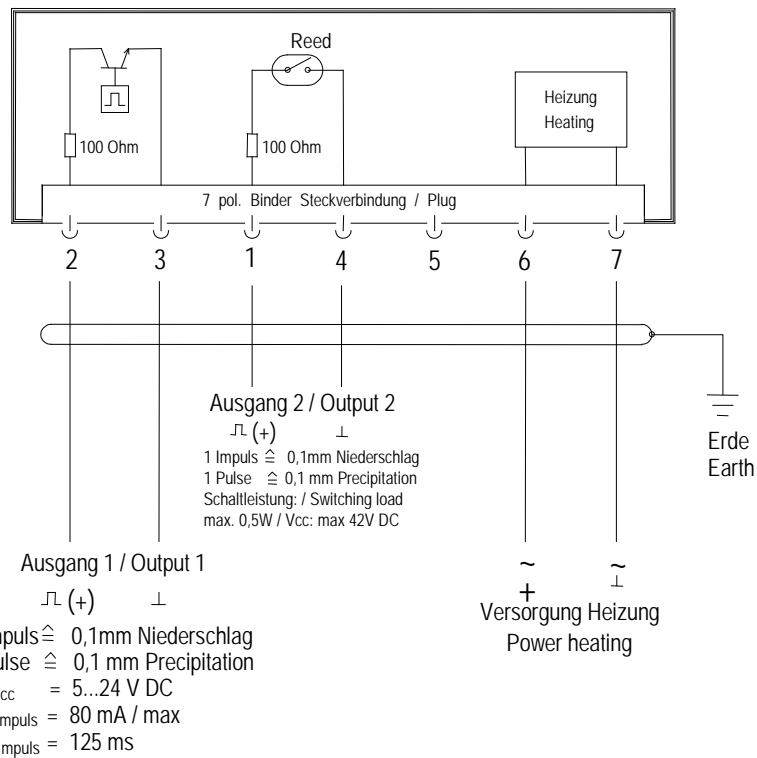 Reed
Heizung
Heating
100 Ohm
100 Ohm
7 pol. Binder Steckverbindung / Plug
2 3 1 4 5 6 7
Ausgang 2 / Output 2
(+) ⊥
1 Impuls ≙ 0,1mm Niederschlag
1 Pulse ≙ 0,1 mm Precipitation
Schaltleistung: / Switching load
max. 0,5W / Vcc: max 42V DC
Erde
Earth
Ausgang 1 / Output 1
(+) ⊥
≙ 0,1mm Niederschlag
≙ 0,1 mm Precipitation
cc = 5...24 V DC
Impuls = 80 mA / max
Impuls = 125 ms
~ ~
+ ⊥
Versorgung Heizung
Power heating